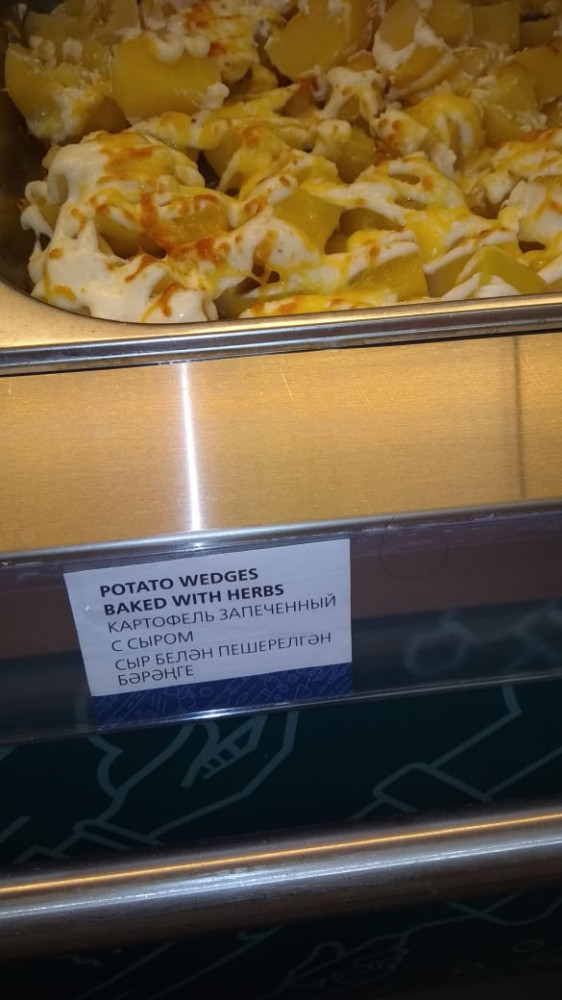 POTATO WEDGES
BAKED WITH HERBS
КАРТОФЕЛЬ ЗАПЕЧЕННЫЙ
С СЫРОМ
СЫР БЕЛӘН ПЕШЕРЕЛГӘН
БӘРӘҢГЕ